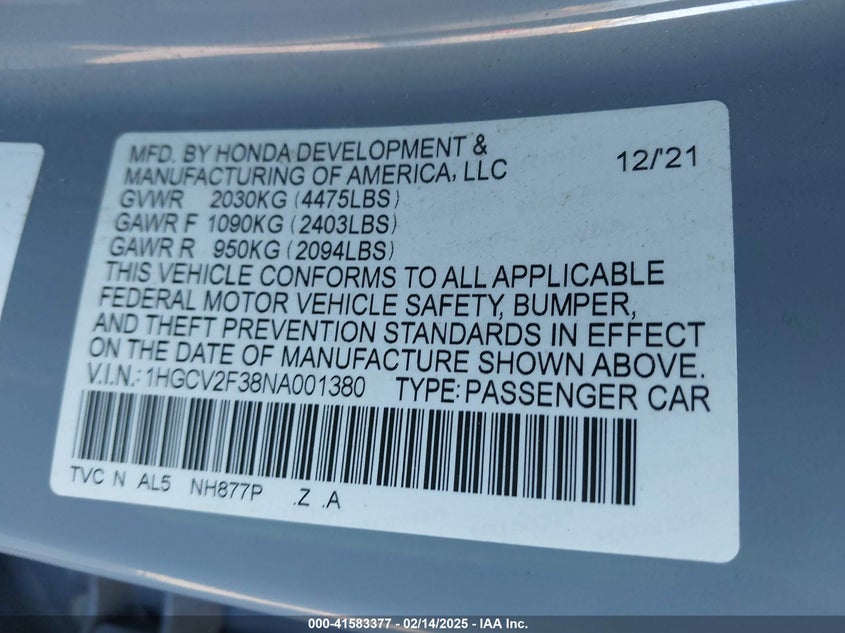 MFD. BY HONDA DEVELOPMENT &
MANUFACTURING OF AMERICA, LLC 12/'21
GVWR 2030KG (4475LBS)
GAWR F 1090KG (2403LBS)
GAWR R 950KG (2094LBS)
THIS VEHICLE CONFORMS TO ALL APPLICABLE
FEDERAL MOTOR VEHICLE SAFETY, BUMPER,
AND THEFT PREVENTION STANDARDS IN EFFECT
ON THE DATE OF MANUFACTURE SHOWN ABOVE.
V.I.N.: 1HGCV2F38NA001380 TYPE: PASSENGER CAR
TVC N AL5 NH877P .Z .A
000-41583377 - 02/14/2025 - IAA Inc.